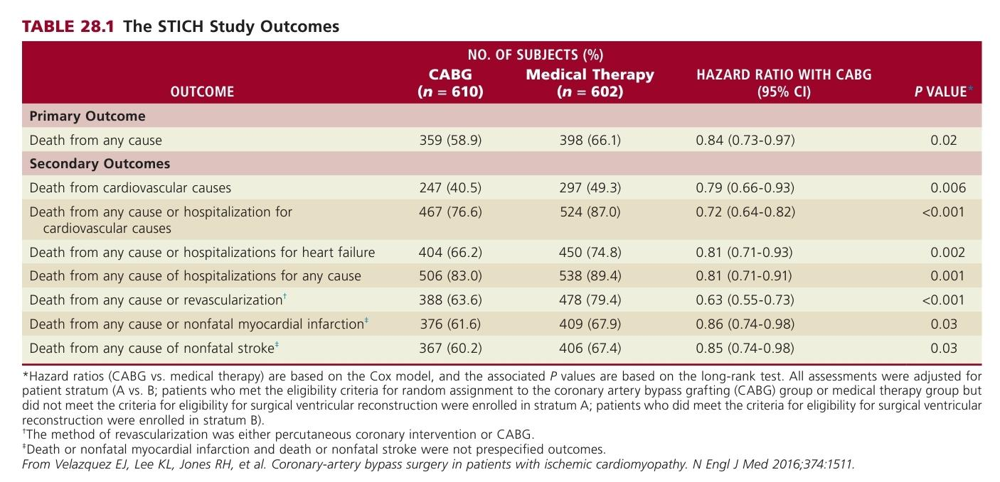 TABLE 28.1 The STICH Study Outcomes
NO. OF SUBJECTS (%)
OUTCOME CABG (n = 610) Medical Therapy (n = 602) HAZARD RATIO WITH CABG (95% CI) P VALUE*
Primary Outcome
Death from any cause 359 (58.9) 398 (66.1) 0.84 (0.73-0.97) 0.02
Secondary Outcomes
Death from cardiovascular causes 247 (40.5) 297 (49.3) 0.79 (0.66-0.93) 0.006
Death from any cause or hospitalization for 467 (76.6) 524 (87.0) 0.72 (0.64-0.82) <0.001
cardiovascular causes
Death from any cause or hospitalizations for heart failure 404 (66.2) 450 (74.8) 0.81 (0.71-0.93) 0.002
Death from any cause of hospitalizations for any cause 506 (83.0) 538 (89.4) 0.81 (0.71-0.91) 0.001
Death from any cause or revascularization† 388 (63.6) 478 (79.4) 0.63 (0.55-0.73) <0.001
Death from any cause or nonfatal myocardial infarction‡ 376 (61.6) 409 (67.9) 0.86 (0.74-0.98) 0.03
Death from any cause of nonfatal stroke‡ 367 (60.2) 406 (67.4) 0.85 (0.74-0.98) 0.03
*Hazard ratios (CABG vs. medical therapy) are based on the Cox model, and the associated P values are based on the long-rank test. All assessments were adjusted for
patient stratum (A vs. B; patients who met the eligibility criteria for random assignment to the coronary artery bypass grafting (CABG) group or medical therapy group but
did not meet the criteria for eligibility for surgical ventricular reconstruction were enrolled in stratum A; patients who did meet the criteria for eligibility for surgical ventricular
reconstruction were enrolled in stratum B).
†The method of revascularization was either percutaneous coronary intervention or CABG.
‡Death or nonfatal myocardial infarction and death or nonfatal stroke were not prespecified outcomes.
From Velazquez EJ, Lee KL, Jones RH, et al. Coronary-artery bypass surgery in patients with ischemic cardiomyopathy. N Engl J Med 2016;374:1511.